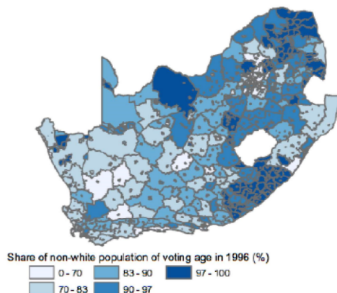 Share of non-white population of voting age in 1996 (%)
0 - 70 83 - 90 97 - 100
70 - 83 90 - 97